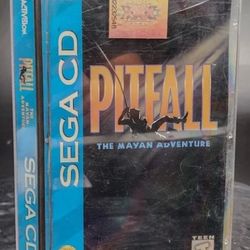 ACTIVISION
PITFALL
THE MAYAN
ADVENTURE
SEGA CD
SEGA CD
PITFALL
THE MAYAN ADVENTURE
TEEN